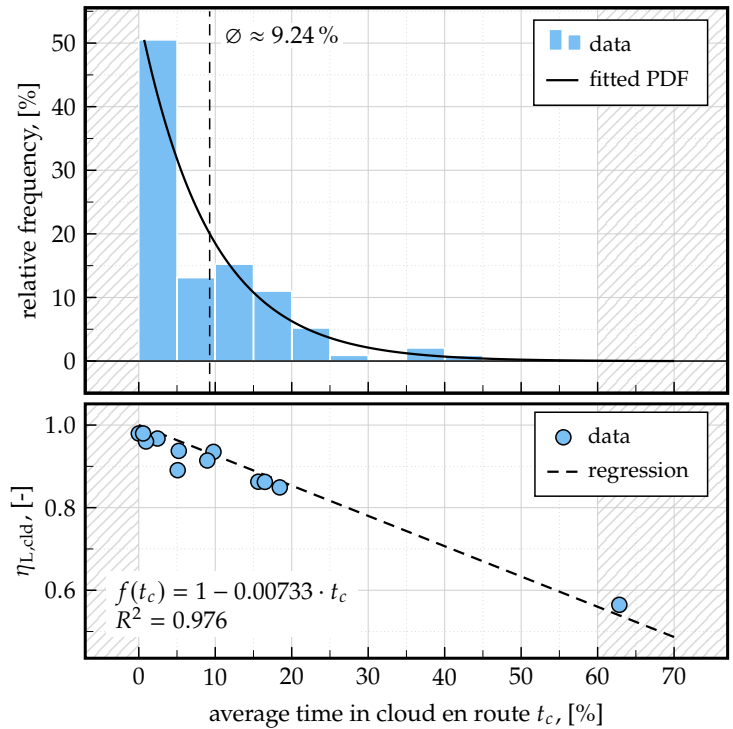 ∅ ≈ 9.24 %
data
fitted PDF
relative frequency, [%]
50
40
30
20
10
0
data
regression
η_L,cld, [-]
1.0
0.8
0.6
f(t_c) = 1 − 0.00733 · t_c
R² = 0.976
0 10 20 30 40 50 60 70
average time in cloud en route t_c, [%]